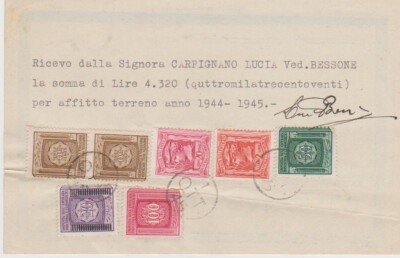 Ricevo dalla Signora CARPIGNANO LUCIA Ved.BESSONE
la somma di Lire 4.320 (quttromilatrecentoventi)
per affitto terreno anno 1944- 1945.-
100